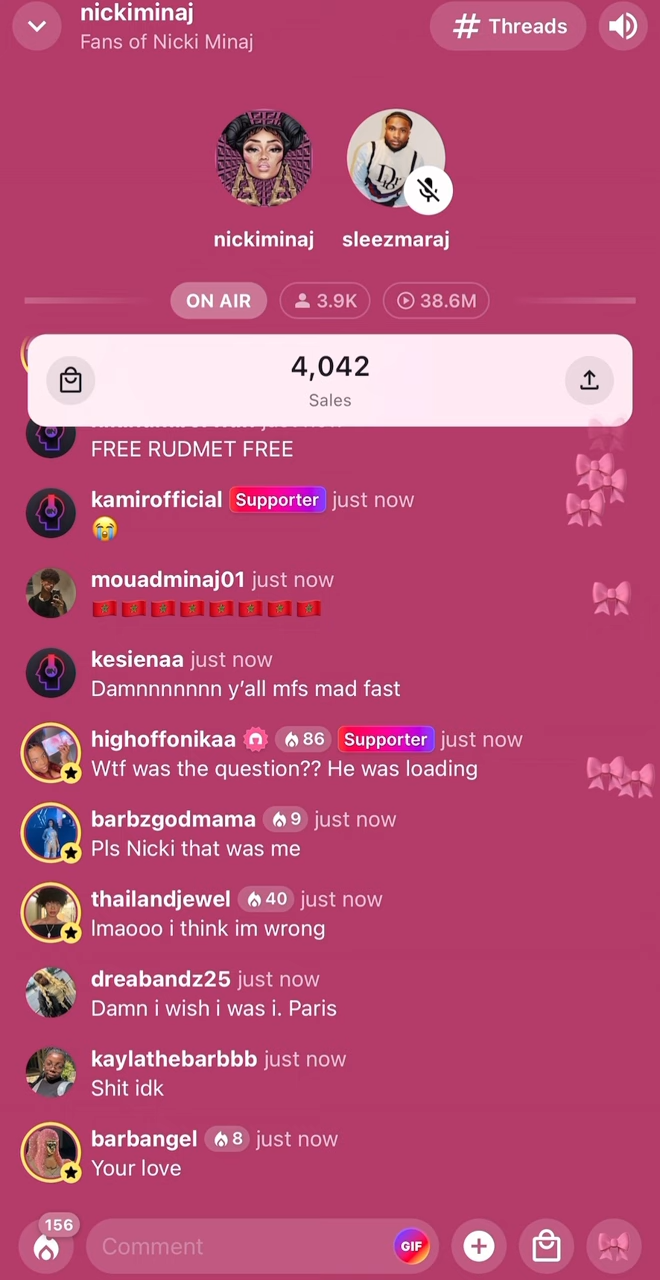 nickiminaj
Fans of Nicki Minaj
# Threads
nickiminaj
sleezmaraj
ON AIR
3.9K
38.6M
4,042
Sales
FREE RUDMET FREE
kamirofficial Supporter just now
😭
mouadminaj01 just now
🇲🇦🇲🇦🇲🇦🇲🇦🇲🇦🇲🇦🇲🇦🇲🇦
kesienaa just now
Damnnnnnnn y’all mfs mad fast
highoffonikaa 86 Supporter just now
Wtf was the question?? He was loading
barbzgodmama 9 just now
Pls Nicki that was me
thailandjewel 40 just now
lmaooo i think im wrong
dreabandz25 just now
Damn i wish i was i. Paris
kaylathebarbbb just now
Shit idk
barbangel 8 just now
Your love
156
Comment
GIF